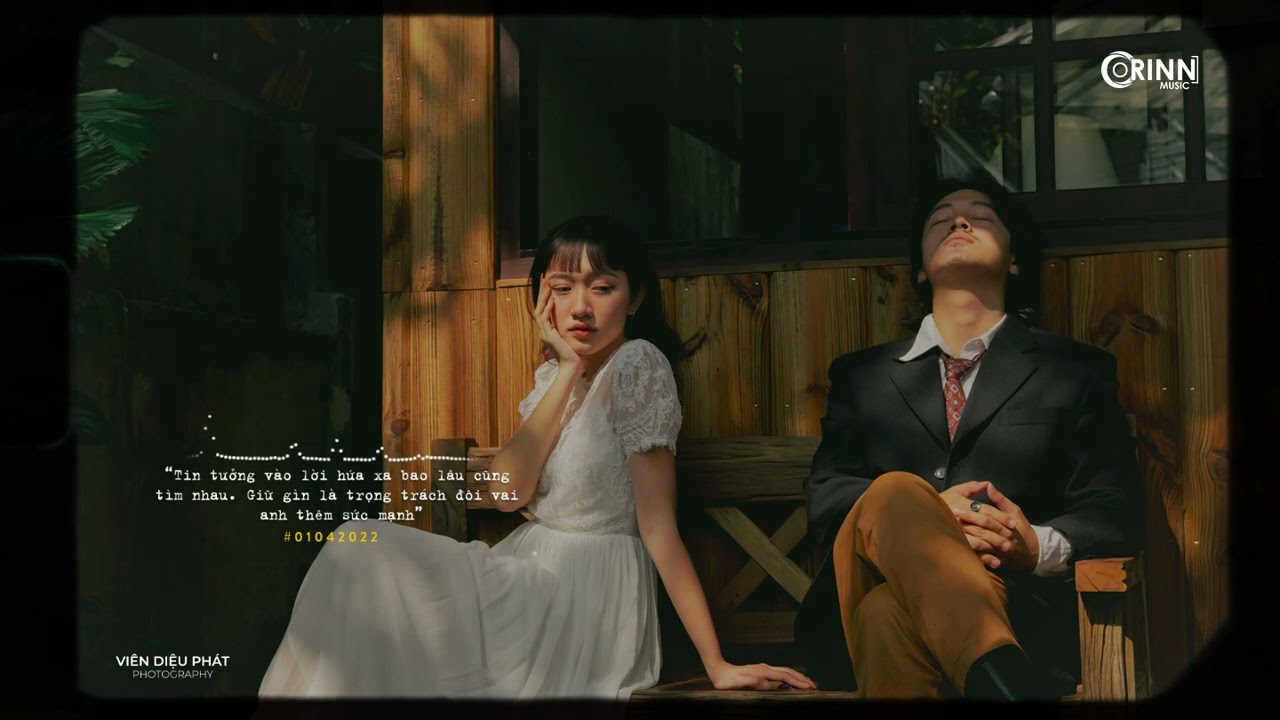 CORINN
MUSIC
“Tin tưởng vào lời hứa xa bao lâu cũng
tìm nhau. Giữ gìn là trọng trách đôi vai
anh thêm sức mạnh”
#01042022
VIÊN DIỆU PHÁT
PHOTOGRAPHY